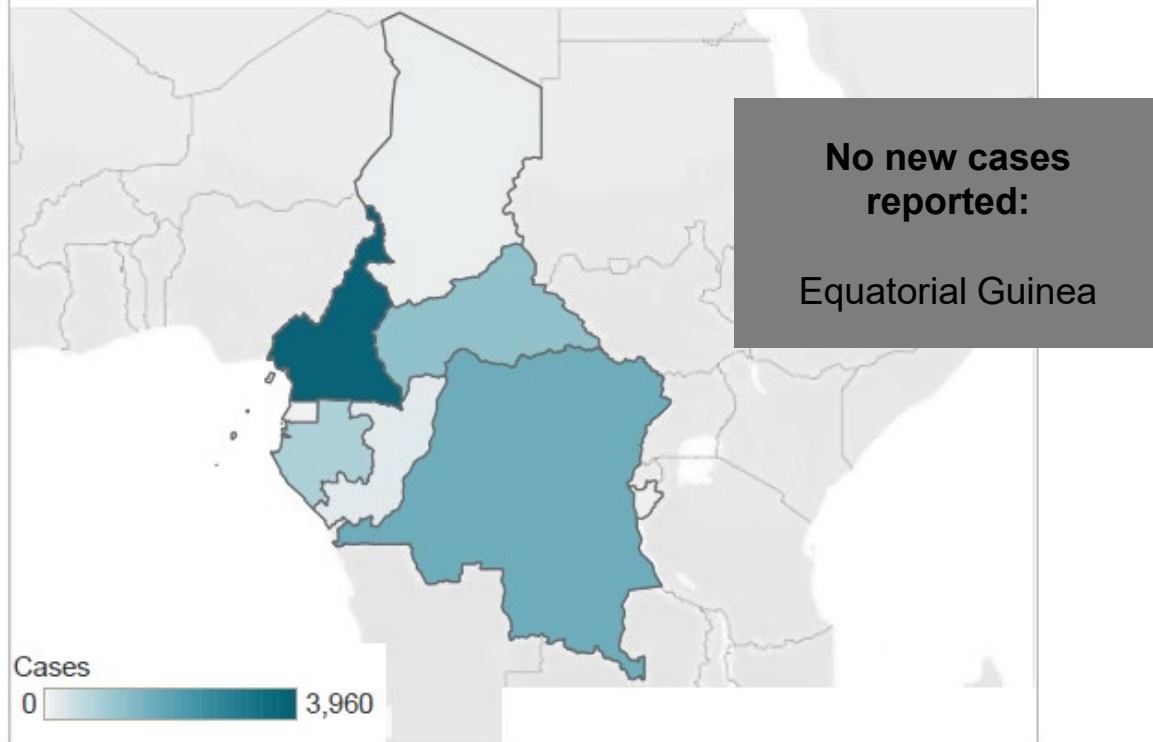 No new cases
reported:
Equatorial Guinea
Cases
0 3,960